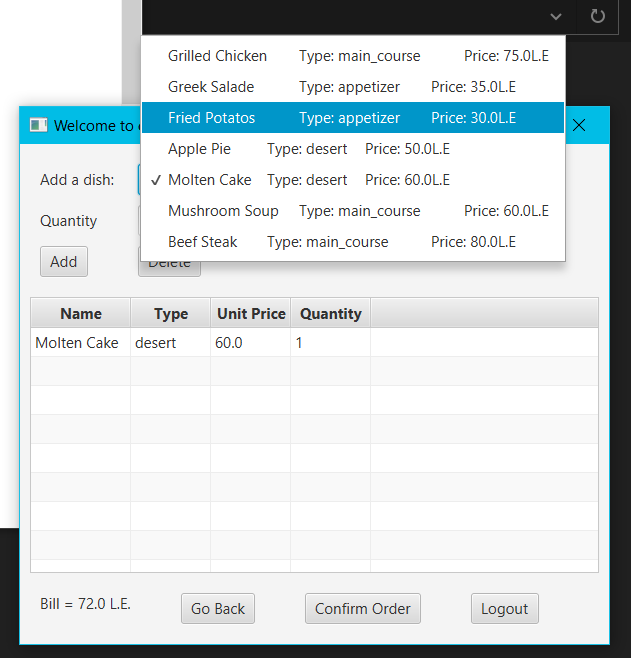 Grilled Chicken Type: main_course Price: 75.0L.E
Greek Salade Type: appetizer Price: 35.0L.E
Fried Potatos Type: appetizer Price: 30.0L.E
Apple Pie Type: desert Price: 50.0L.E
✓ Molten Cake Type: desert Price: 60.0L.E
Mushroom Soup Type: main_course Price: 60.0L.E
Beef Steak Type: main_course Price: 80.0L.E
Welcome to
Add a dish:
Quantity
Add Delete
Name Type Unit Price Quantity
Molten Cake desert 60.0 1
Bill = 72.0 L.E. Go Back Confirm Order Logout